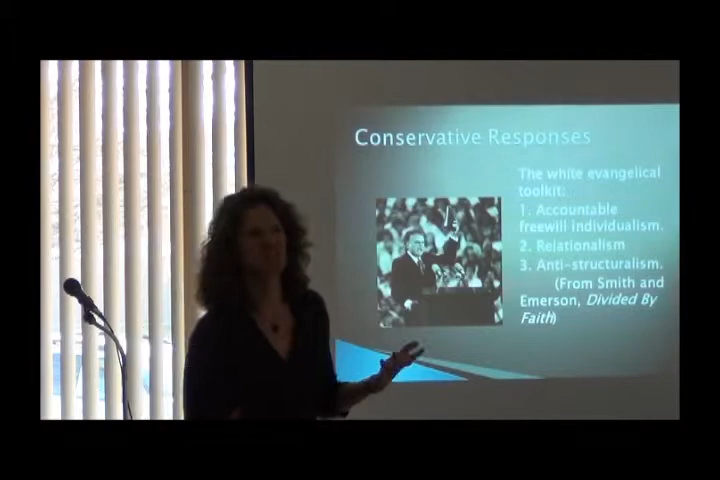 Conservative Responses
The white evangelical
toolkit:
1. Accountable
freewill individualism.
2. Relationalism
3. Anti-structuralism.
(From Smith and
Emerson, Divided By
Faith)